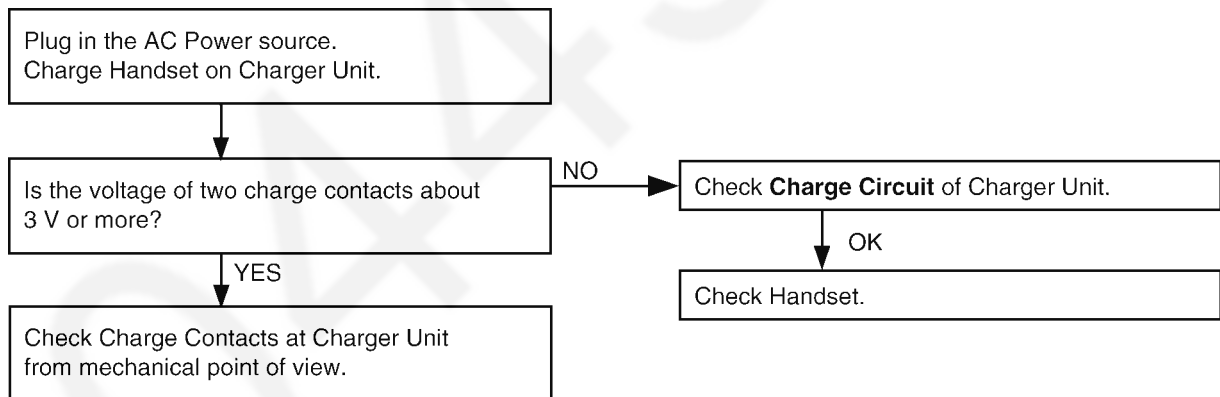 Plug in the AC Power source.
Charge Handset on Charger Unit.
Is the voltage of two charge contacts about
3 V or more?
NO
Check Charge Circuit of Charger Unit.
OK
Check Handset.
YES
Check Charge Contacts at Charger Unit
from mechanical point of view.